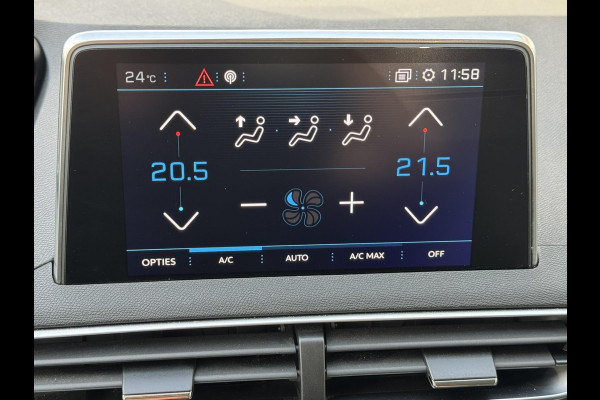 24°C 11:58
20.5 21.5
OPTIES A/C AUTO A/C MAX OFF